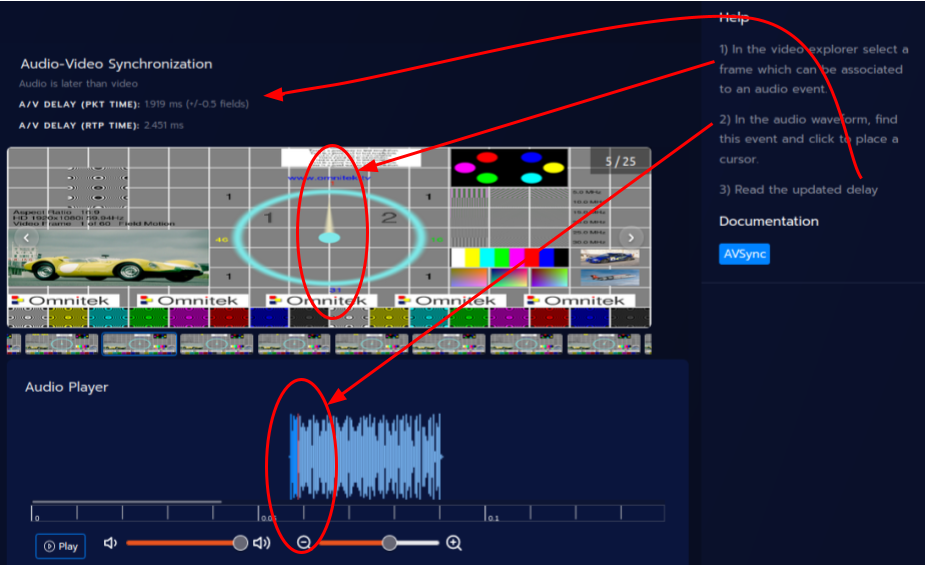 Help
Audio-Video Synchronization
Audio is later than video
A/V DELAY (PKT TIME): 1.919 ms (+/-0.5 fields)
A/V DELAY (RTP TIME): 2.451 ms
1) In the video explorer select a
frame which can be associated
to an audio event.
2) In the audio waveform, find
this event and click to place a
cursor.
3) Read the updated delay
Documentation
AVSync
www.omnitek.tv
5 / 25
1
1
1
2
Aspect Ratio 16:9
HD 1920x1080i 59.94Hz
Video Frame 1 of 60 Field Motion
1
1
Omnitek
Omnitek
Omnitek
Omnitek
Omnitek
Audio Player
0
0.1
Play